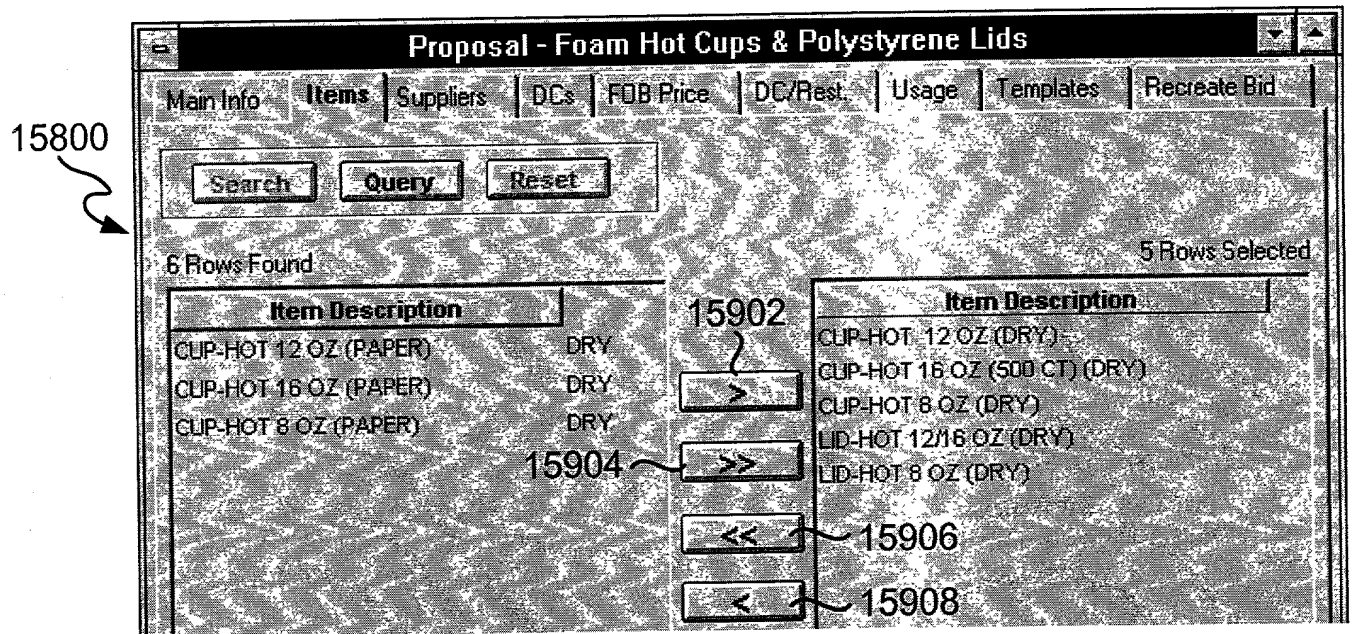 Proposal - Foam Hot Cups & Polystyrene Lids
Main Info Items Suppliers DCs FOB Price DC/Rest. Usage Templates Recreate Bid
15800
Search Query Reset
6 Rows Found 5 Rows Selected
Item Description Item Description
15902
CUP-HOT 12 OZ (PAPER) DRY CUP-HOT 12 OZ (DRY)
CUP-HOT 16 OZ (PAPER) DRY > CUP-HOT 16 OZ (500 CT) (DRY)
CUP-HOT 8 OZ (PAPER) DRY CUP-HOT 8 OZ (DRY)
LID-HOT 12/16 OZ (DRY)
15904 >> LID-HOT 8 OZ (DRY)
<< 15906
< 15908